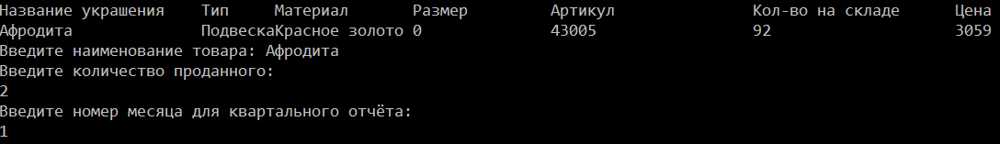 Название украшения Тип Материал Размер Артикул Кол-во на складе Цена
Афродита ПодвескаКрасное золото 0 43005 92 3059
Введите наименование товара: Афродита
Введите количество проданного:
2
Введите номер месяца для квартального отчёта:
1